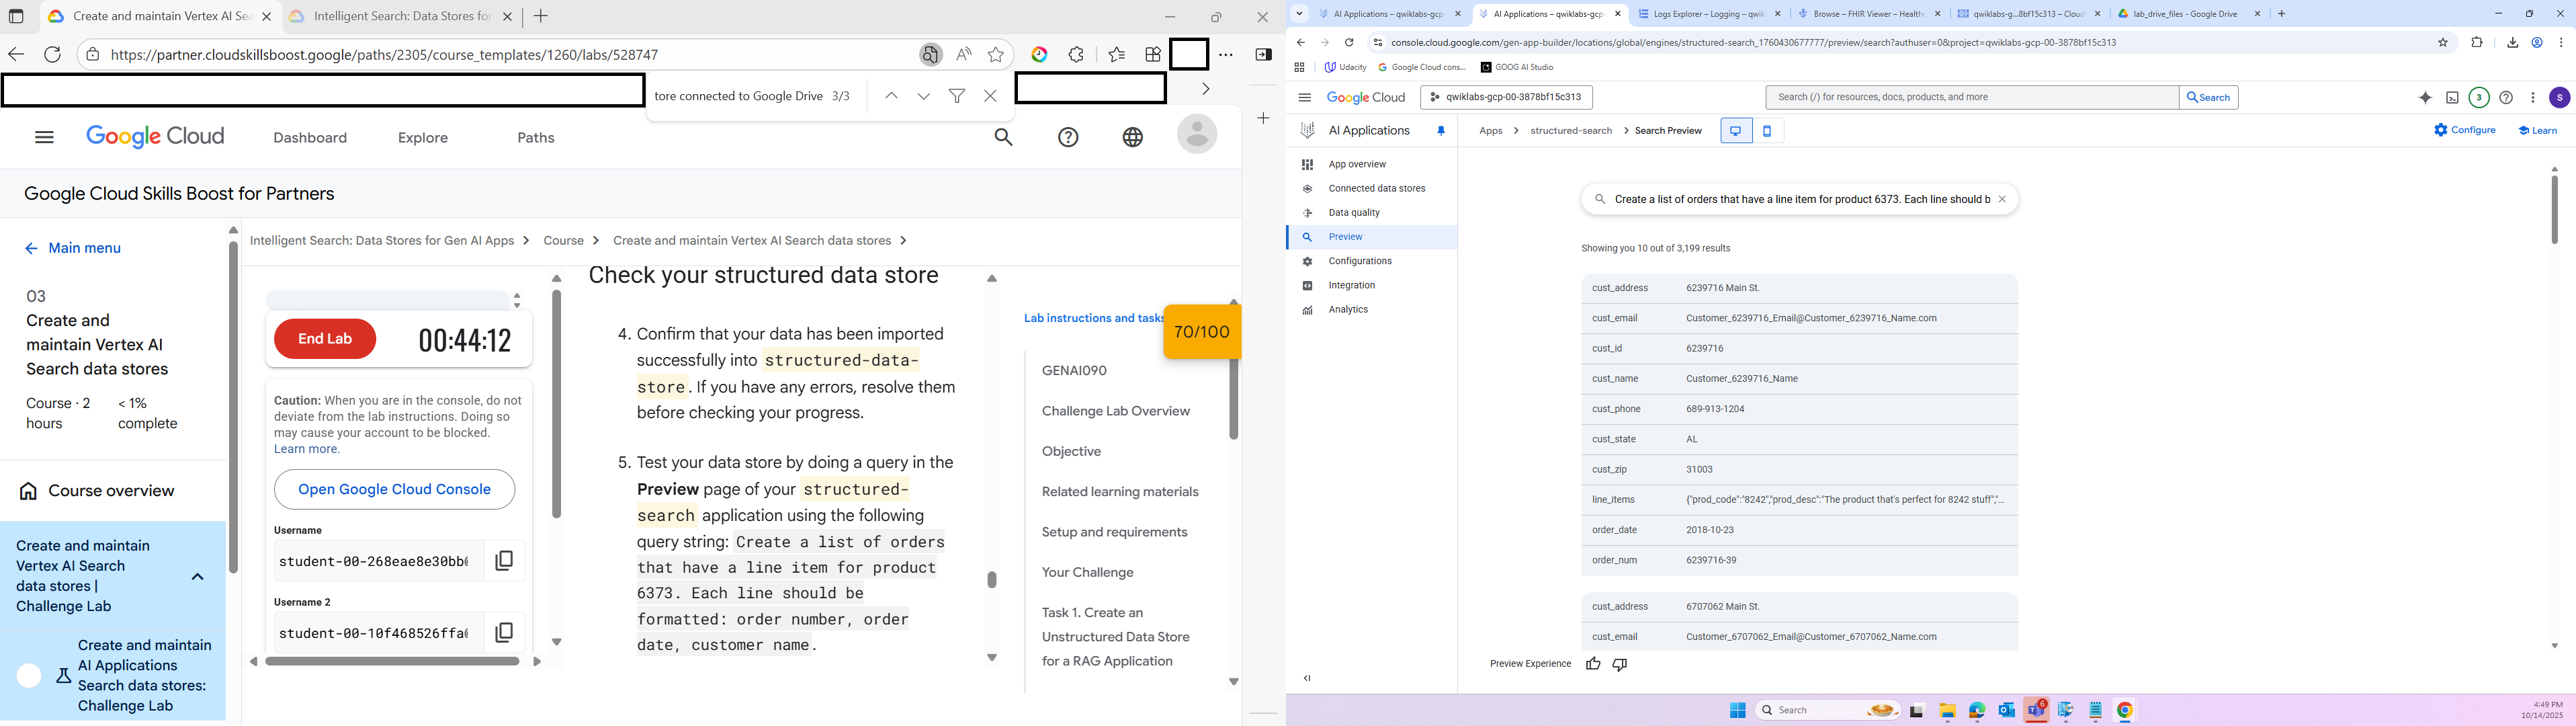 Create and maintain Vertex AI Sea
Intelligent Search: Data Stores for
https://partner.cloudskillsboost.google/paths/2305/course_templates/1260/labs/528747
tore connected to Google Drive 3/3
Google Cloud
Dashboard
Explore
Paths
Google Cloud Skills Boost for Partners
Main menu
03
Create and
maintain Vertex AI
Search data stores
Course · 2
hours
< 1%
complete
Course overview
Create and maintain
Vertex AI Search
data stores |
Challenge Lab
Create and maintain
AI Applications
Search data stores:
Challenge Lab
Intelligent Search: Data Stores for Gen AI Apps
Course
Create and maintain Vertex AI Search data stores
End Lab
00:44:12
Caution: When you are in the console, do not
deviate from the lab instructions. Doing so
may cause your account to be blocked.
Learn more.
Open Google Cloud Console
Username
student-00-268eae8e30bb
Username 2
student-00-10f468526ffa
Check your structured data store
4. Confirm that your data has been imported
successfully into structured-data-
store. If you have any errors, resolve them
before checking your progress.
5. Test your data store by doing a query in the
Preview page of your structured-
search application using the following
query string: Create a list of orders
that have a line item for product
6373. Each line should be
formatted: order number, order
date, customer name.
Lab instructions and tasks
70/100
GENAI090
Challenge Lab Overview
Objective
Related learning materials
Setup and requirements
Your Challenge
Task 1. Create an
Unstructured Data Store
for a RAG Application
AI Applications – qwiklabs-gcp-
AI Applications – qwiklabs-gcp-
Logs Explorer – Logging – qwik
Browse – FHIR Viewer – Health
qwiklabs-g...8bf15c313 – Cloud
lab_drive_files - Google Drive
console.cloud.google.com/gen-app-builder/locations/global/engines/structured-search_1760430677777/preview/search?authuser=0&project=qwiklabs-gcp-00-3878bf15c313
Udacity
Google Cloud cons...
GOOG AI Studio
Google Cloud
qwiklabs-gcp-00-3878bf15c313
Search (/) for resources, docs, products, and more
Search
3
S
AI Applications
Apps
structured-search
Search Preview
Configure
Learn
App overview
Connected data stores
Data quality
Preview
Configurations
Integration
Analytics
Create a list of orders that have a line item for product 6373. Each line should b
Showing you 10 out of 3,199 results
cust_address 6239716 Main St.
cust_email Customer_6239716_Email@Customer_6239716_Name.com
cust_id 6239716
cust_name Customer_6239716_Name
cust_phone 689-913-1204
cust_state AL
cust_zip 31003
line_items {"prod_code":"8242","prod_desc":"The product that's perfect for 8242 stuff","...
order_date 2018-10-23
order_num 6239716-39
cust_address 6707062 Main St.
cust_email Customer_6707062_Email@Customer_6707062_Name.com
Preview Experience
Search
6
4:49 PM
10/14/2025